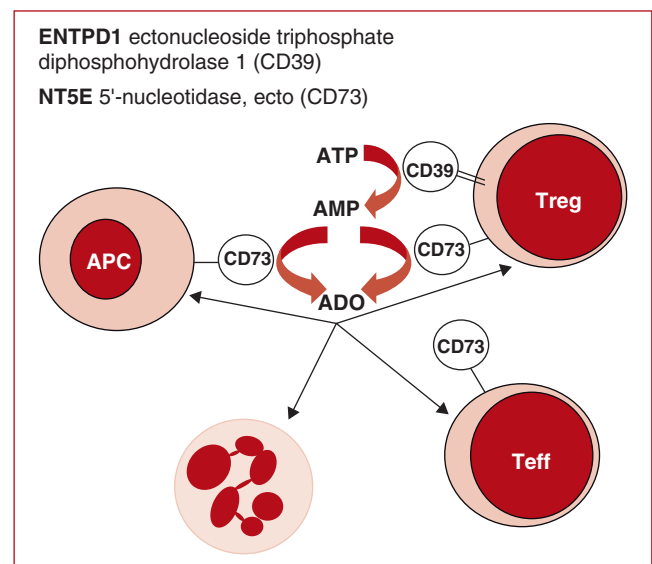 ENTPD1 ectonucleoside triphosphate
diphosphohydrolase 1 (CD39)
NT5E 5'-nucleotidase, ecto (CD73)
ATP
CD39
AMP
Treg
APC
CD73
CD73
ADO
CD73
Teff